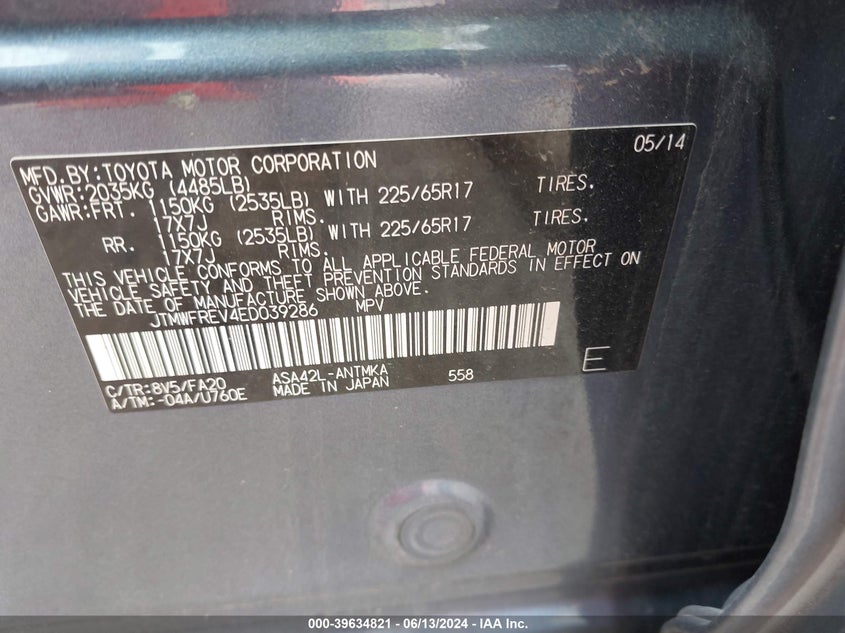 05/14
MFD.BY:TOYOTA MOTOR CORPORATION
GVWR:2035KG (4485LB)
GAWR:FRT. 1150KG (2535LB) WITH 225/65R17 TIRES.
17X7J RIMS.
RR. 1150KG (2535LB) WITH 225/65R17 TIRES.
17X7J RIMS.
THIS VEHICLE CONFORMS TO ALL APPLICABLE FEDERAL MOTOR
VEHICLE SAFETY AND THEFT PREVENTION STANDARDS IN EFFECT ON
THE DATE OF MANUFACTURE SHOWN ABOVE.
JTMWFREV4ED039286 MPV
C/TR:8V5/FA20 ASA42L-ANTMKA 558 E
A/TM:-04A/U760E MADE IN JAPAN
000-39634821 - 06/13/2024 - IAA Inc.